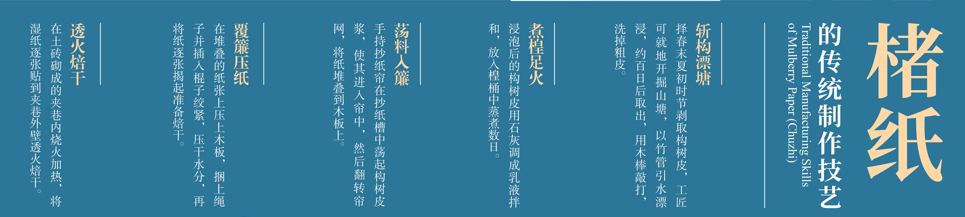 楮纸
的传统制作技艺
Traditional Manufacturing Skills
of Mulberry Paper (Chuzhi)
斩构漂塘
择春末夏初时节剥取构树皮，工匠
可就地开掘山塘，以竹管引水漂
浸，约百日后取出，用木棒敲打，
洗掉粗皮。
煮楻足火
浸泡后的构树皮用石灰调成乳液拌
和，放入楻桶中蒸煮数日。
荡料入簾
手持抄纸帘在抄纸槽中荡起构树皮
浆，使其进入帘中，然后翻转帘
网，将纸堆叠到木板上。
覆簾压纸
在堆叠的纸张上压上木板，捆上绳
子并插入棍子绞紧，压干水分，再
将纸逐张揭起准备焙干。
透火焙干
在土砖砌成的夹巷内烧火加热，将
湿纸逐张贴到夹巷外壁透火焙干。